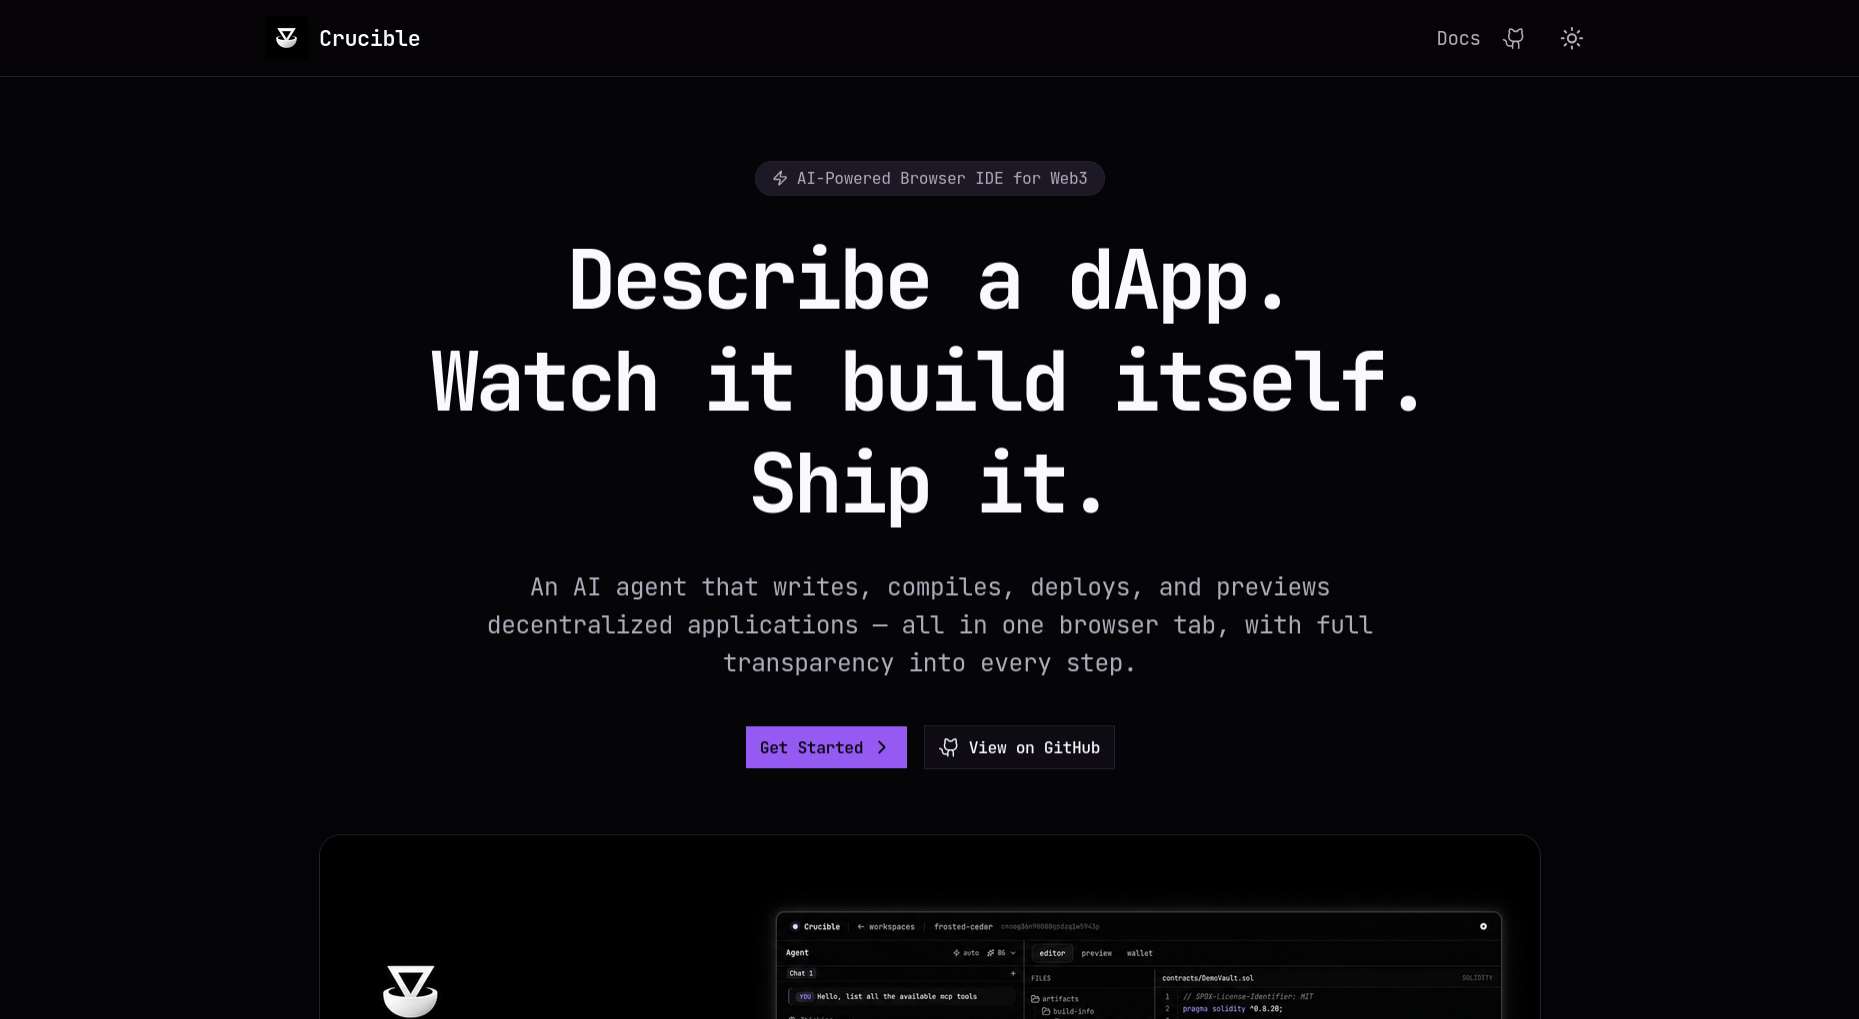 Crucible
Docs
AI-Powered Browser IDE for Web3
Describe a dApp.
Watch it build itself.
Ship it.
An AI agent that writes, compiles, deploys, and previews
decentralized applications — all in one browser tab, with full
transparency into every step.
Get Started
View on GitHub
Crucible ← workspaces frosted-cedar
Agent auto 86
editor preview wallet
Chat 1 +
FILES
contracts/DemoVault.sol SOLIDITY
YOU Hello, list all the available mcp tools
artifacts
build-info
1 // SPDX-License-Identifier: MIT
2 pragma solidity ^0.8.20;